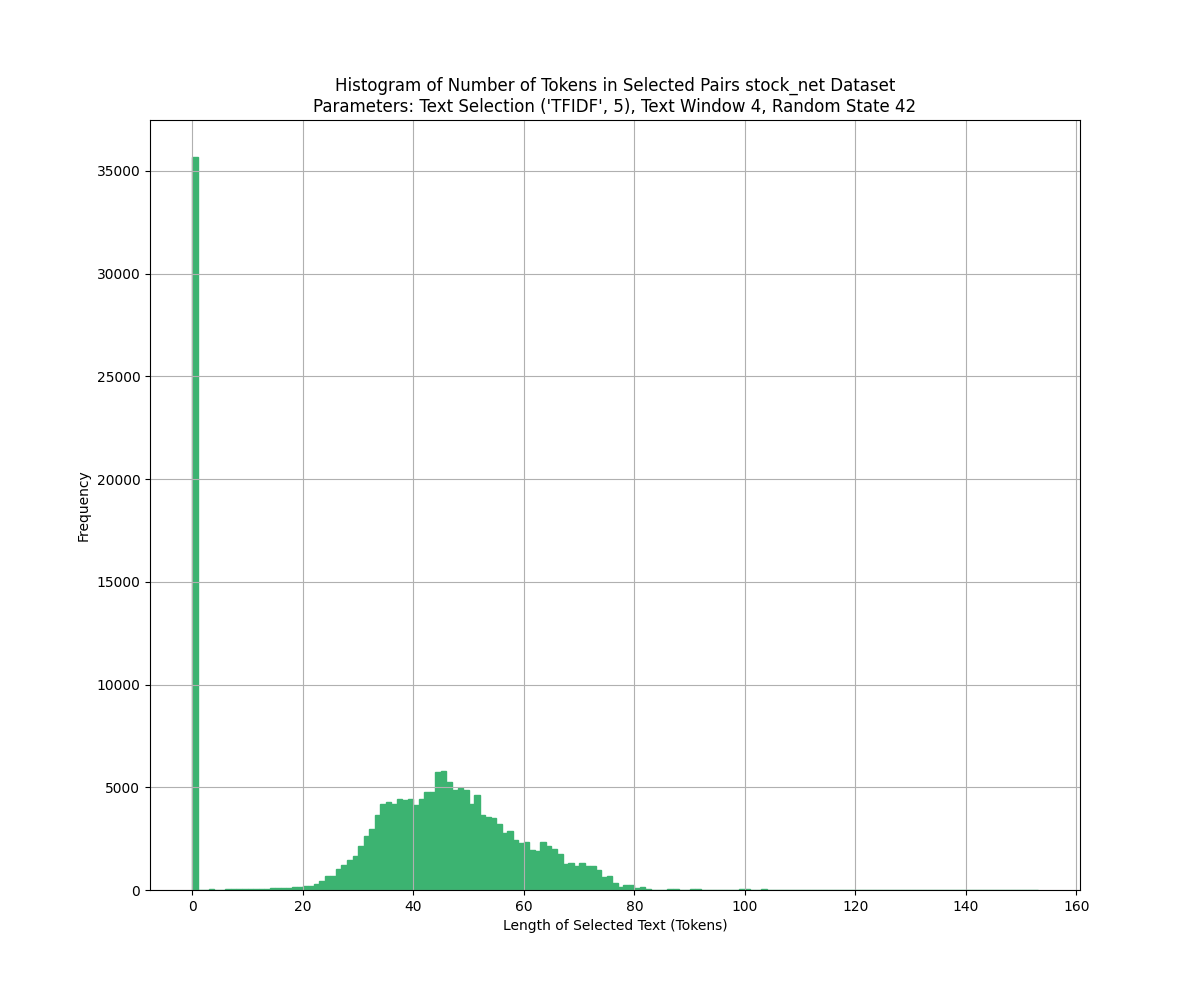 Histogram of Number of Tokens in Selected Pairs stock_net Dataset
Parameters: Text Selection ('TFIDF', 5), Text Window 4, Random State 42
Frequency
35000
30000
25000
20000
15000
10000
5000
0
0 20 40 60 80 100 120 140 160
Length of Selected Text (Tokens)